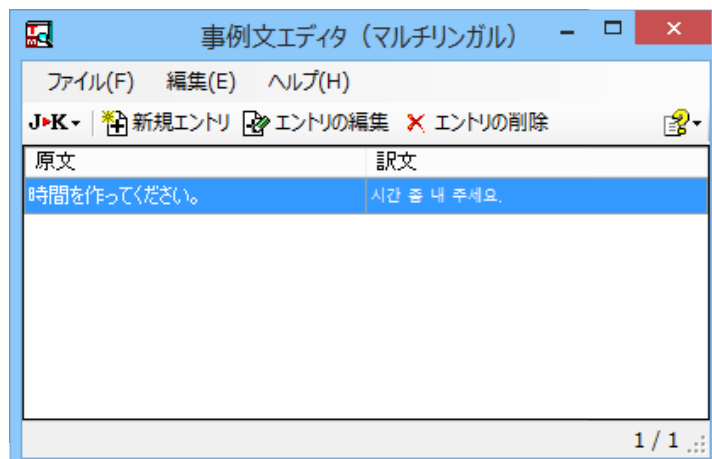 事例文エディタ（マルチリンガル）
ファイル(F) 編集(E) ヘルプ(H)
J▸K 新規エントリ エントリの編集 エントリの削除
原文 訳文
時間を作ってください。 시간 좀 내 주세요.
1 / 1